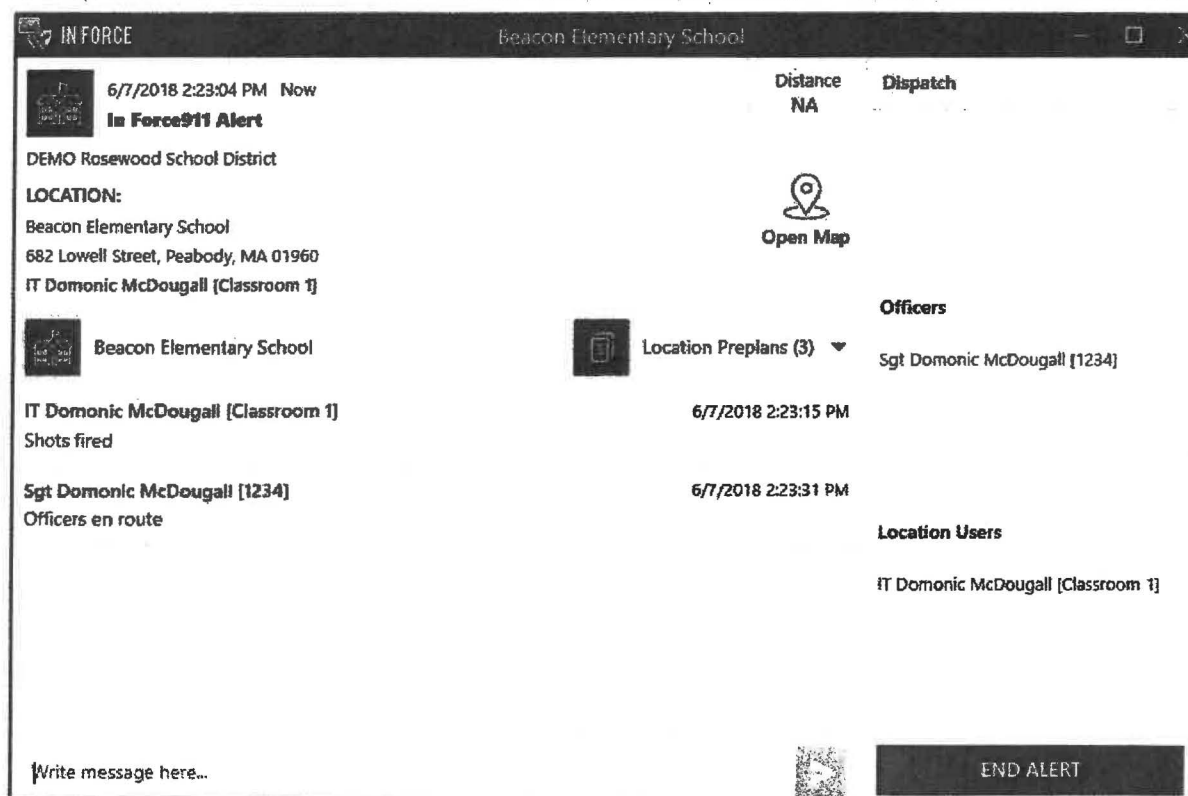 IN FORCE
Beacon Elementary School
6/7/2018 2:23:04 PM Now
In Force911 Alert
DEMO Rosewood School District
LOCATION:
Beacon Elementary School
682 Lowell Street, Peabody, MA 01960
IT Domonic McDougall [Classroom 1]
Distance
NA
Open Map
Beacon Elementary School
Location Preplans (3)
IT Domonic McDougall [Classroom 1]
6/7/2018 2:23:15 PM
Shots fired
Sgt Domonic McDougall [1234]
6/7/2018 2:23:31 PM
Officers en route
Write message here...
Dispatch
Officers
Sgt Domonic McDougall [1234]
Location Users
IT Domonic McDougall [Classroom 1]
END ALERT